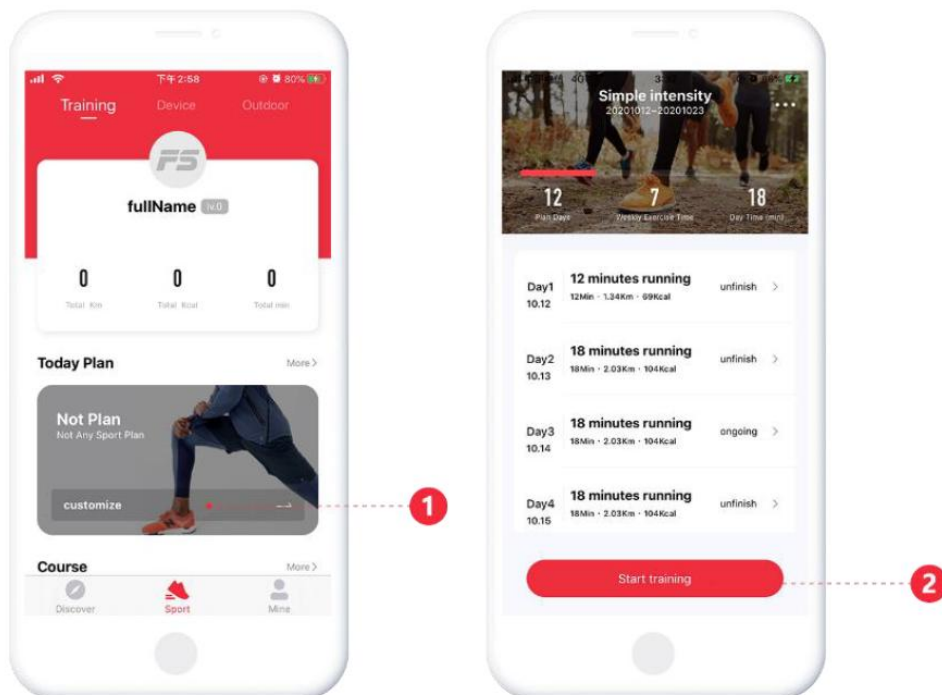 下午2:58
80%
Training Device Outdoor
FS
fullName lv.0
0 0 0
Total Km Total Kcal Total min
Today Plan More >
Not Plan
Not Any Sport Plan
customize
1
Course More >
Discover Sport Mine
4G
Simple intensity
20201012-20201023
12 7 18
Plan Days Weekly Exercise Time Day Time (min)
Day1 12 minutes running unfinish >
10.12 12Min · 1.34Km · 69Kcal
Day2 18 minutes running unfinish >
10.13 18Min · 2.03Km · 104Kcal
Day3 18 minutes running ongoing >
10.14 18Min · 2.03Km · 104Kcal
Day4 18 minutes running unfinish >
10.15 18Min · 2.03Km · 104Kcal
Start training
2